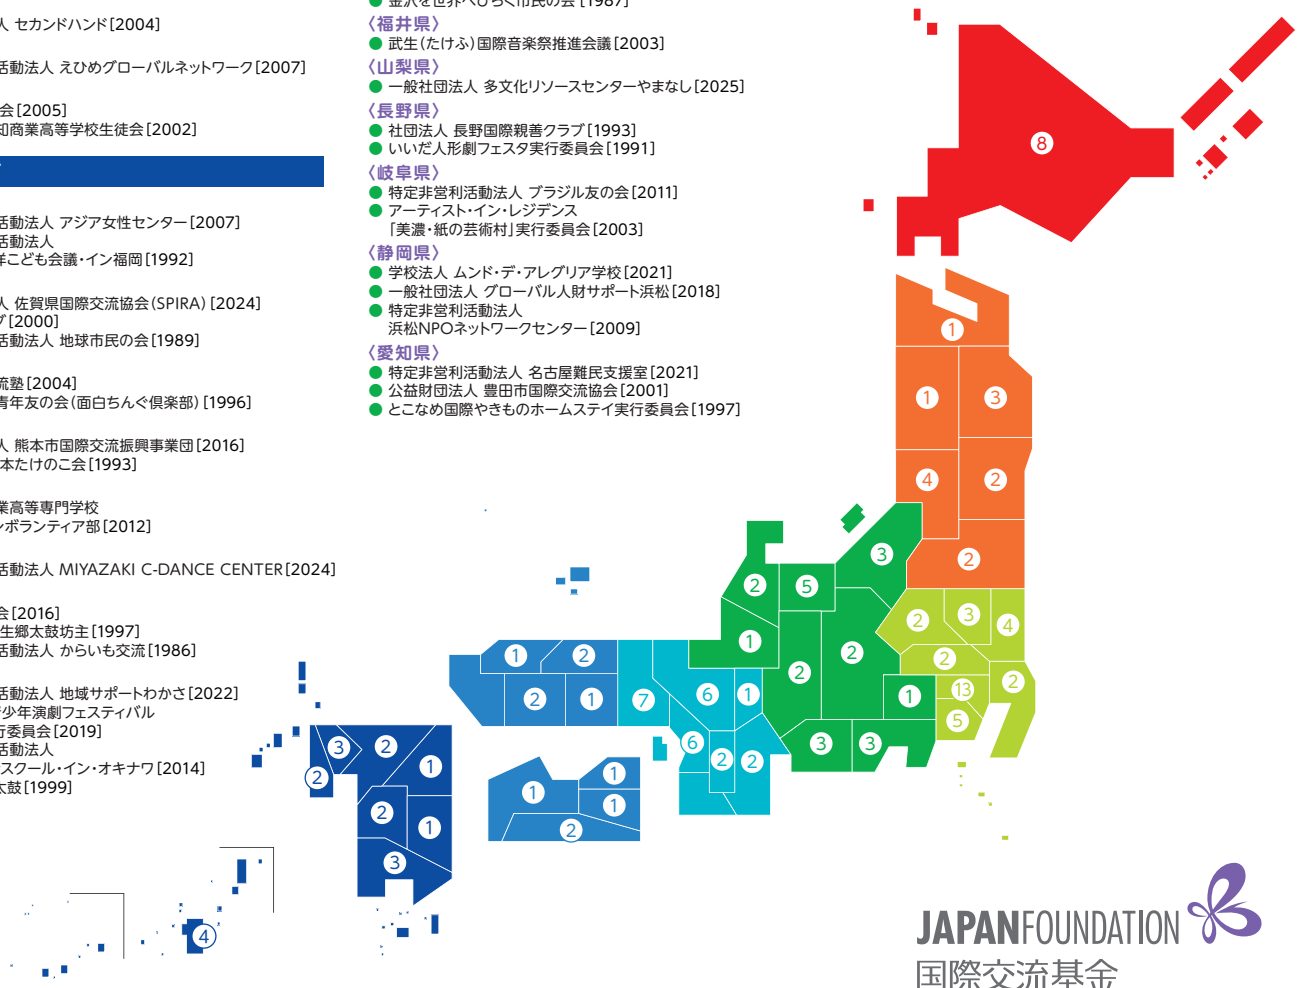 人 セカンドハンド[2004]
活動法人 えひめグローバルネットワーク[2007]
会[2005]
知商業高等学校生徒会[2002]
活動法人 アジア女性センター[2007]
活動法人
洋こども会議・イン福岡[1992]
人 佐賀県国際交流協会(SPIRA)[2024]
ブ[2000]
活動法人 地球市民の会[1989]
流塾[2004]
青年友の会(面白ちんぐ倶楽部)[1996]
人 熊本市国際交流振興事業団[2016]
本たけのこ会[1993]
業高等専門学校
ンボランティア部[2012]
活動法人 MIYAZAKI C-DANCE CENTER[2024]
会[2016]
生郷太鼓坊主[1997]
活動法人 からいも交流[1986]
活動法人 地域サポートわかさ[2022]
少年演劇フェスティバル
行委員会[2019]
活動法人
スクール・イン・オキナワ[2014]
太鼓[1999]
● 金沢を世界へひらく市民の会[1987]
〈福井県〉
● 武生(たけふ)国際音楽祭推進会議[2003]
〈山梨県〉
● 一般社団法人 多文化リソースセンターやまなし[2025]
〈長野県〉
● 社団法人 長野国際親善クラブ[1993]
● いいだ人形劇フェスタ実行委員会[1991]
〈岐阜県〉
● 特定非営利活動法人 ブラジル友の会[2011]
● アーティスト・イン・レジデンス
「美濃・紙の芸術村」実行委員会[2003]
〈静岡県〉
● 学校法人 ムンド・デ・アレグリア学校[2021]
● 一般社団法人 グローバル人財サポート浜松[2018]
● 特定非営利活動法人
浜松NPOネットワークセンター[2009]
〈愛知県〉
● 特定非営利活動法人 名古屋難民支援室[2021]
● 公益財団法人 豊田市国際交流協会[2001]
● とこなめ国際やきものホームステイ実行委員会[1997]
8
1
1
3
4
2
2
3
2
5
2
3
4
1
2
2
2
2
13
1
5
3
3
1
2
2
1
7
6
1
6
2
2
1
1
1
2
3
2
2
1
2
1
3
4
JAPANFOUNDATION
国際交流基金